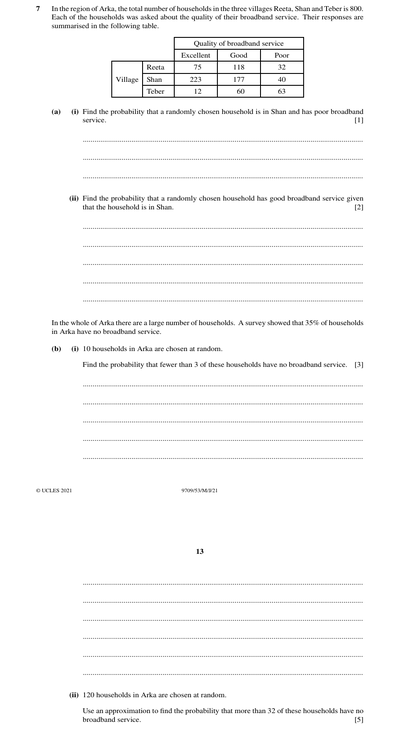 7 In the region of Arka, the total number of households in the three villages Reeta, Shan and Teber is 800.
Each of the households was asked about the quality of their broadband service. Their responses are
summarised in the following table.
Quality of broadband service
Excellent Good Poor
Reeta 75 118 32
Village Shan 223 177 40
Teber 12 60 63
(a) (i) Find the probability that a randomly chosen household is in Shan and has poor broadband
service. [1]
(ii) Find the probability that a randomly chosen household has good broadband service given
that the household is in Shan. [2]
In the whole of Arka there are a large number of households. A survey showed that 35% of households
in Arka have no broadband service.
(b) (i) 10 households in Arka are chosen at random.
Find the probability that fewer than 3 of these households have no broadband service. [3]
© UCLES 2021 9709/53/M/J/21
13
(ii) 120 households in Arka are chosen at random.
Use an approximation to find the probability that more than 32 of these households have no
broadband service. [5]